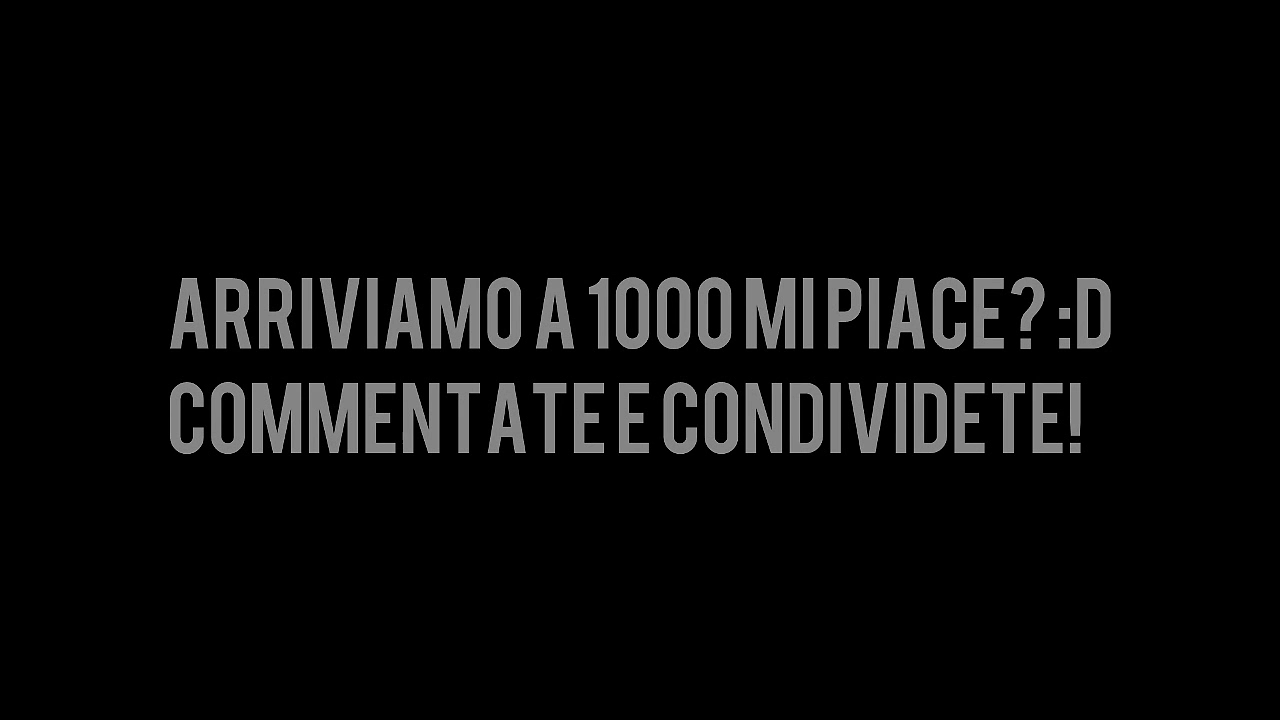 ARRIVIAMO A 1000 MI PIACE? :D
COMMENTATE E CONDIVIDETE!